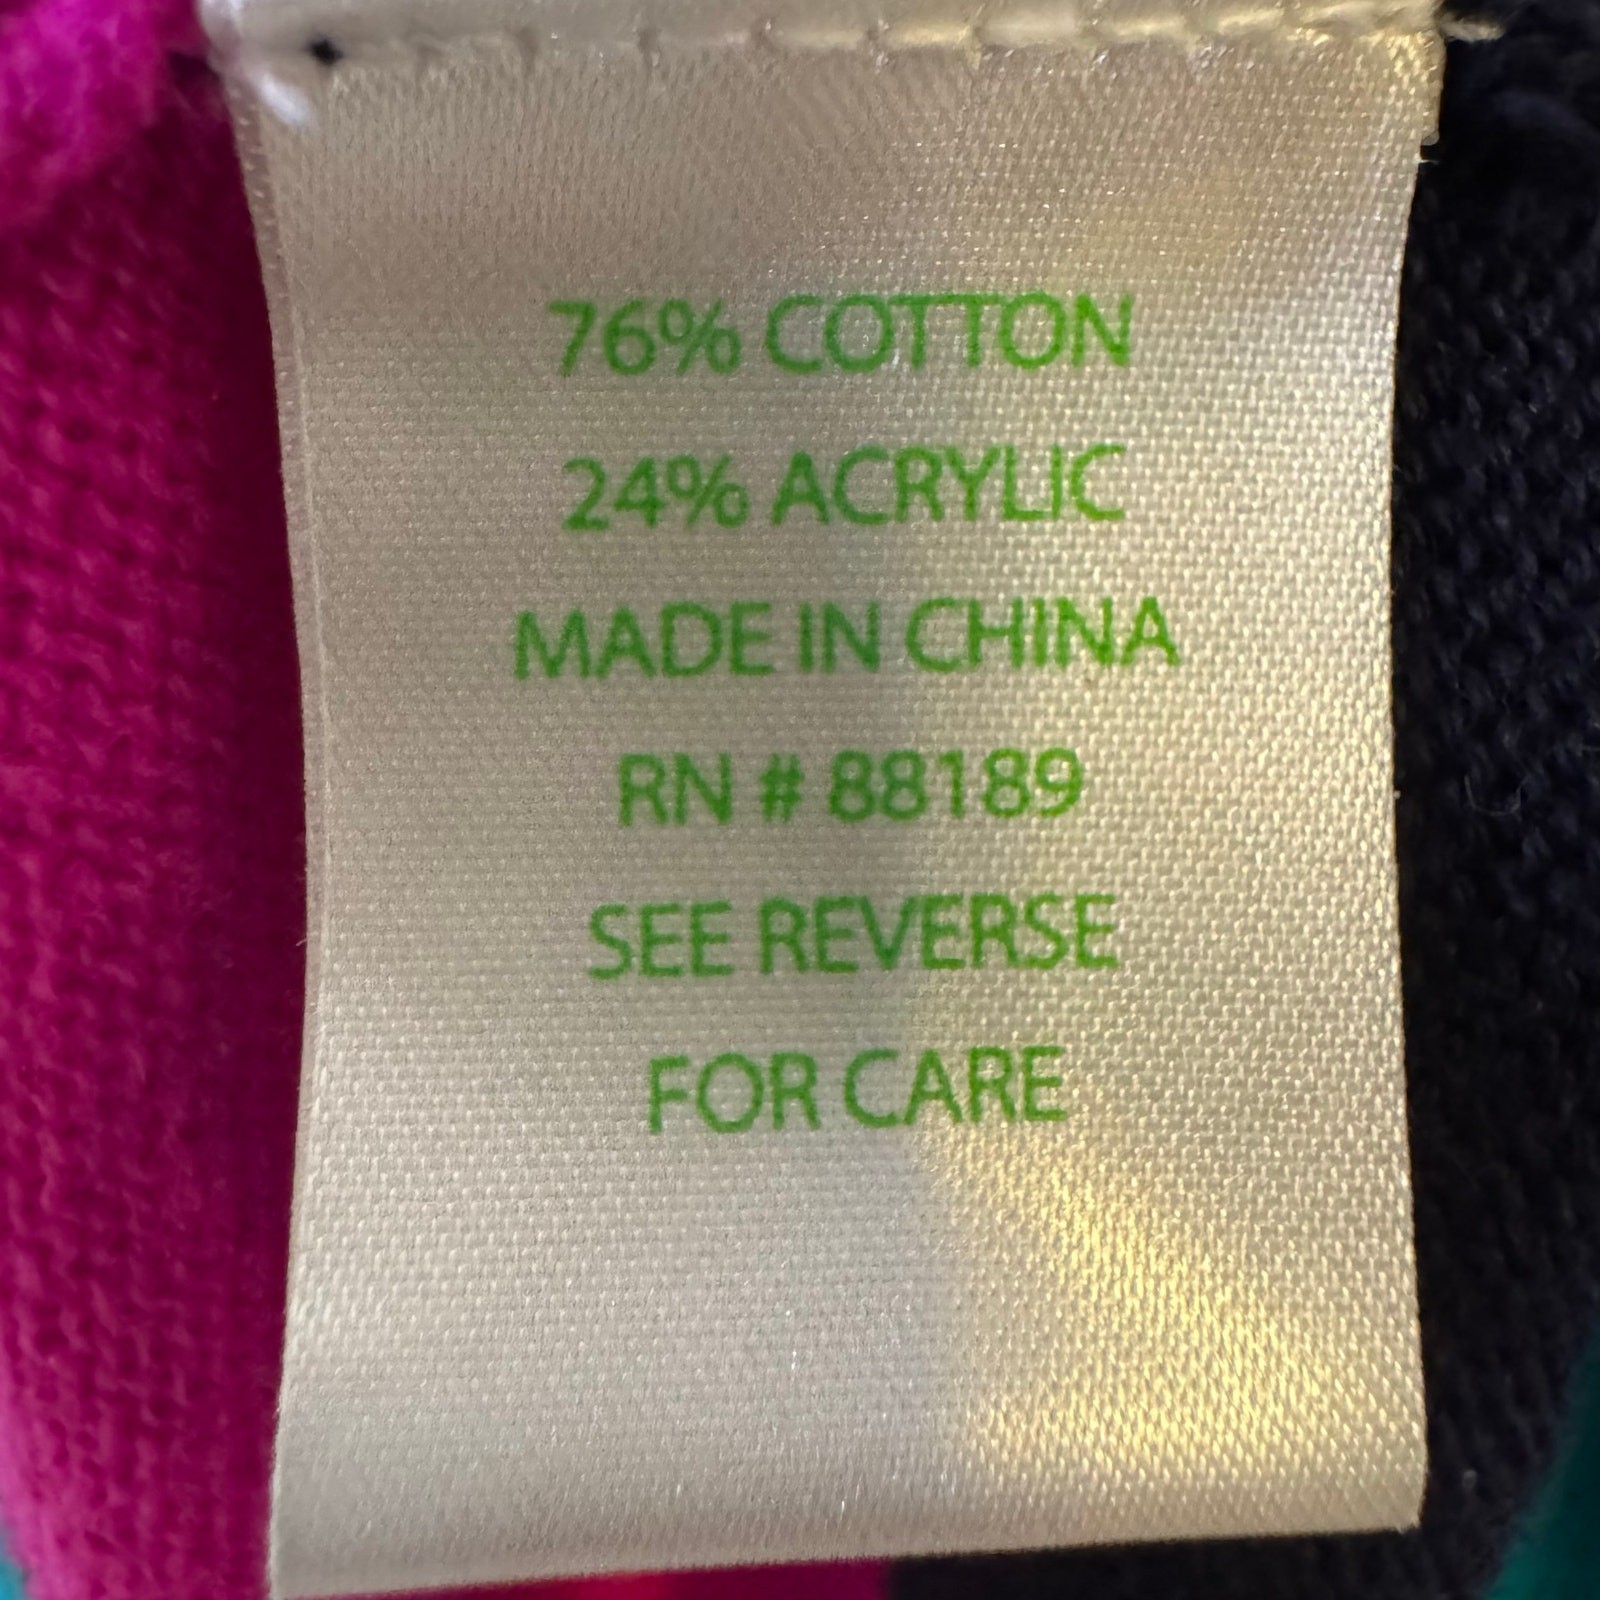 76% COTTON
24% ACRYLIC
MADE IN CHINA
RN # 88189
SEE REVERSE
FOR CARE